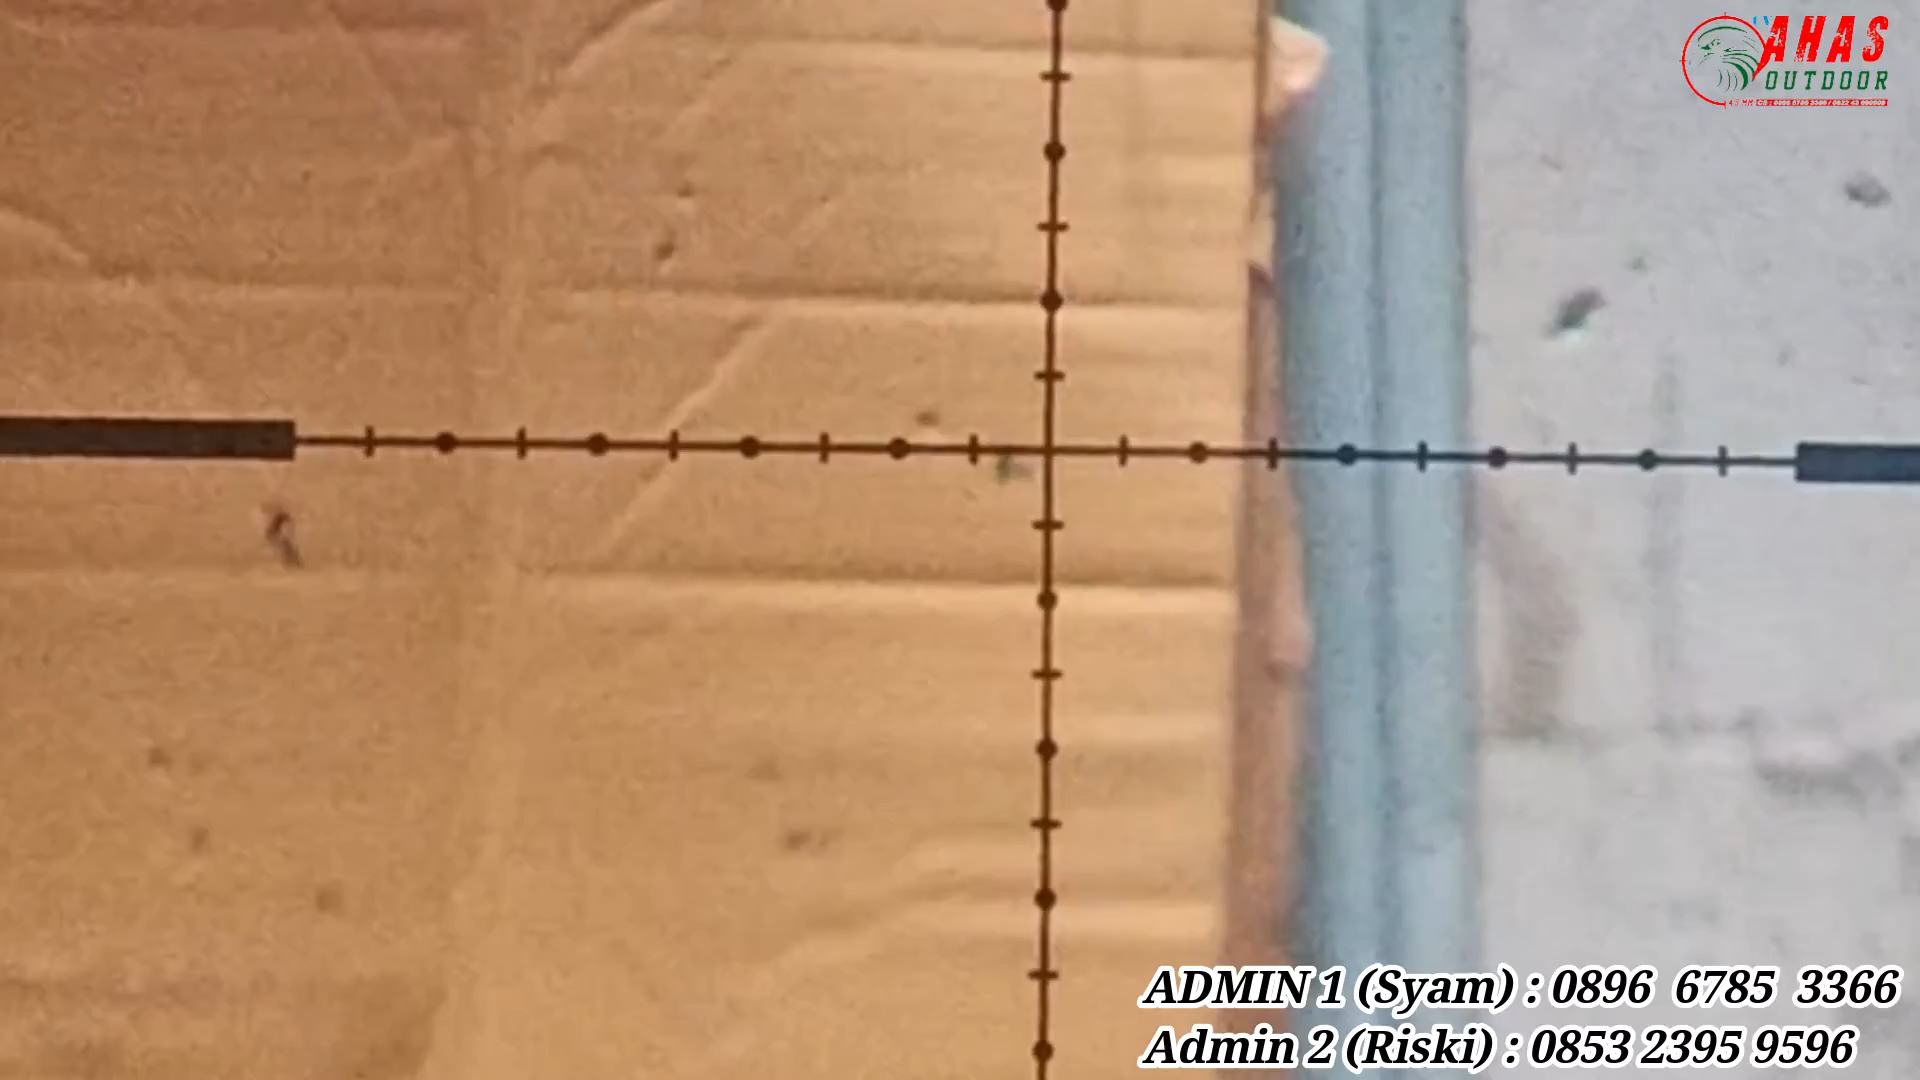 AHAS
OUTDOOR
ADMIN 1 (Syam) : 0896 6785 3366
Admin 2 (Riski) : 0853 2395 9596